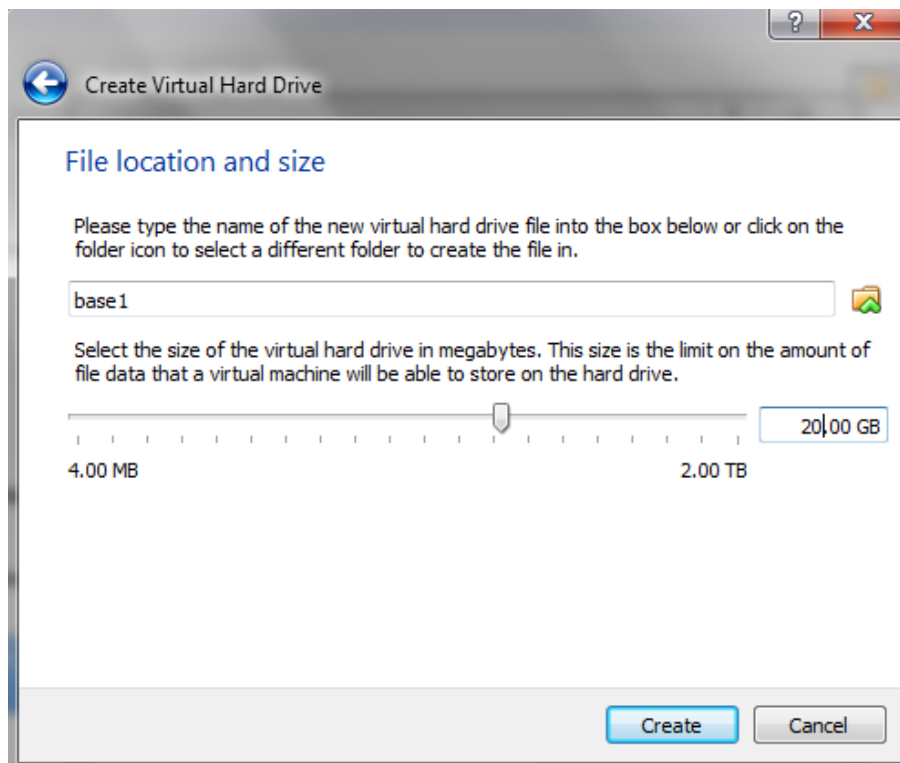 ?
Create Virtual Hard Drive
File location and size
Please type the name of the new virtual hard drive file into the box below or click on the
folder icon to select a different folder to create the file in.
base1
Select the size of the virtual hard drive in megabytes. This size is the limit on the amount of
file data that a virtual machine will be able to store on the hard drive.
20.00 GB
4.00 MB 2.00 TB
Create Cancel